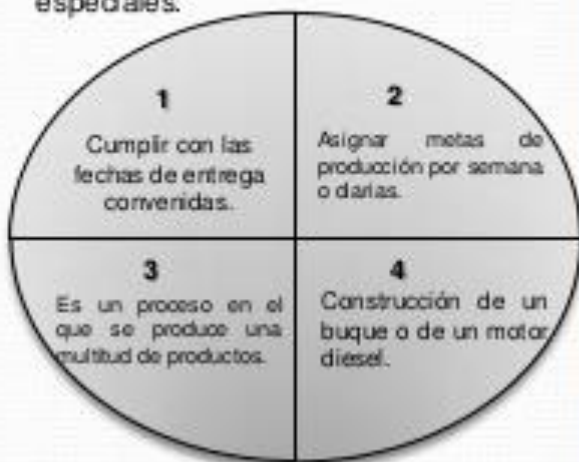 especiales.
1
Cumplir con las
fechas de entrega
convenidas.
2
Asignar metas de
producción por semana
o diarias.
3
Es un proceso en el
que se produce una
multitud de productos.
4
Construcción de un
buque o de un motor
diesel.